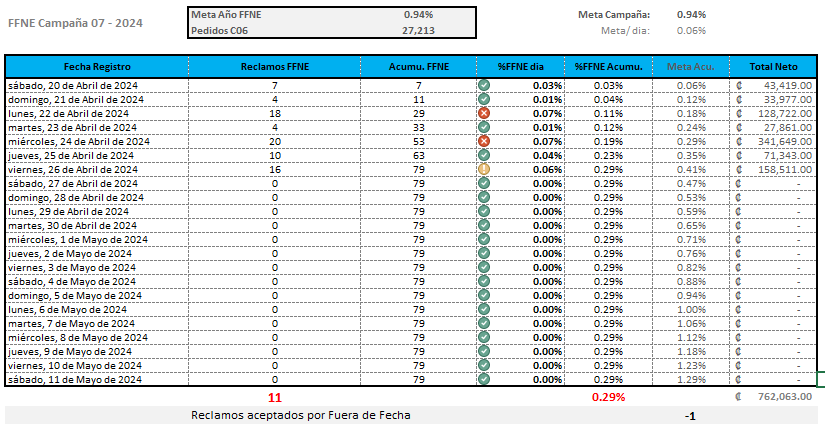 FFNE Campaña 07 - 2024
Meta Año FFNE 0.94%
Pedidos C06 27,213
Meta Campaña: 0.94%
Meta/ dia: 0.06%
Fecha Registro Reclamos FFNE Acumu. FFNE %FFNE dia %FFNE Acumu. Meta Acu. Total Neto
sábado, 20 de Abril de 2024 7 7 0.03% 0.03% 0.06% ₡ 43,419.00
domingo, 21 de Abril de 2024 4 11 0.01% 0.04% 0.12% ₡ 33,977.00
lunes, 22 de Abril de 2024 18 29 0.07% 0.11% 0.18% ₡ 128,722.00
martes, 23 de Abril de 2024 4 33 0.01% 0.12% 0.24% ₡ 27,861.00
miércoles, 24 de Abril de 2024 20 53 0.07% 0.19% 0.29% ₡ 341,649.00
jueves, 25 de Abril de 2024 10 63 0.04% 0.23% 0.35% ₡ 71,343.00
viernes, 26 de Abril de 2024 16 79 0.06% 0.29% 0.41% ₡ 158,511.00
sábado, 27 de Abril de 2024 0 79 0.00% 0.29% 0.47% ₡ -
domingo, 28 de Abril de 2024 0 79 0.00% 0.29% 0.53% ₡ -
lunes, 29 de Abril de 2024 0 79 0.00% 0.29% 0.59% ₡ -
martes, 30 de Abril de 2024 0 79 0.00% 0.29% 0.65% ₡ -
miércoles, 1 de Mayo de 2024 0 79 0.00% 0.29% 0.71% ₡ -
jueves, 2 de Mayo de 2024 0 79 0.00% 0.29% 0.76% ₡ -
viernes, 3 de Mayo de 2024 0 79 0.00% 0.29% 0.82% ₡ -
sábado, 4 de Mayo de 2024 0 79 0.00% 0.29% 0.88% ₡ -
domingo, 5 de Mayo de 2024 0 79 0.00% 0.29% 0.94% ₡ -
lunes, 6 de Mayo de 2024 0 79 0.00% 0.29% 1.00% ₡ -
martes, 7 de Mayo de 2024 0 79 0.00% 0.29% 1.06% ₡ -
miércoles, 8 de Mayo de 2024 0 79 0.00% 0.29% 1.12% ₡ -
jueves, 9 de Mayo de 2024 0 79 0.00% 0.29% 1.18% ₡ -
viernes, 10 de Mayo de 2024 0 79 0.00% 0.29% 1.23% ₡ -
sábado, 11 de Mayo de 2024 0 79 0.00% 0.29% 1.29% ₡ -
11 0.29% ₡ 762,063.00
Reclamos aceptados por Fuera de Fecha -1